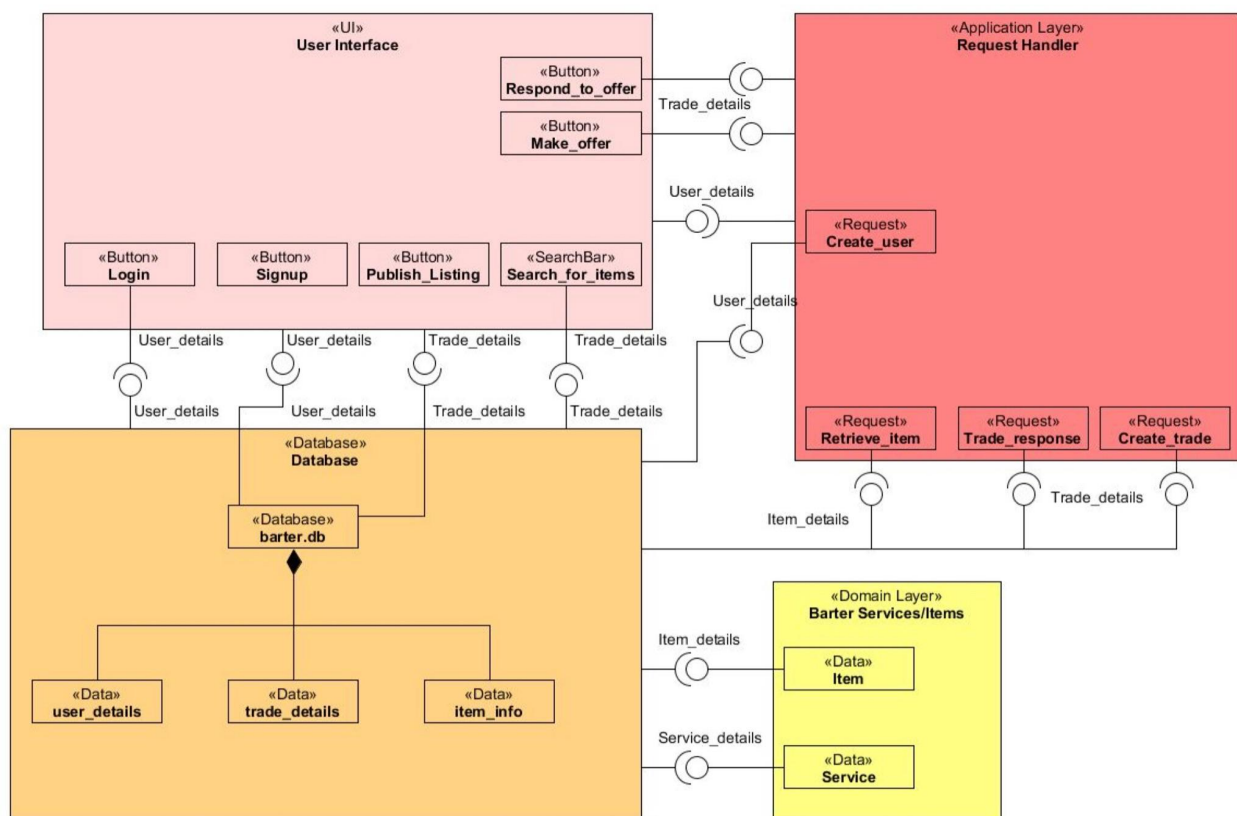 «UI»
User Interface
«Button»
Respond_to_offer
«Button»
Make_offer
«Button»
Login
«Button»
Signup
«Button»
Publish_Listing
«SearchBar»
Search_for_items
«Application Layer»
Request Handler
Trade_details
User_details
«Request»
Create_user
User_details
«Request»
Retrieve_item
«Request»
Trade_response
«Request»
Create_trade
User_details
User_details
Trade_details
Trade_details
User_details
User_details
Trade_details
Trade_details
Item_details
Trade_details
«Database»
Database
«Database»
barter.db
«Data»
user_details
«Data»
trade_details
«Data»
item_info
Item_details
Service_details
«Domain Layer»
Barter Services/Items
«Data»
Item
«Data»
Service